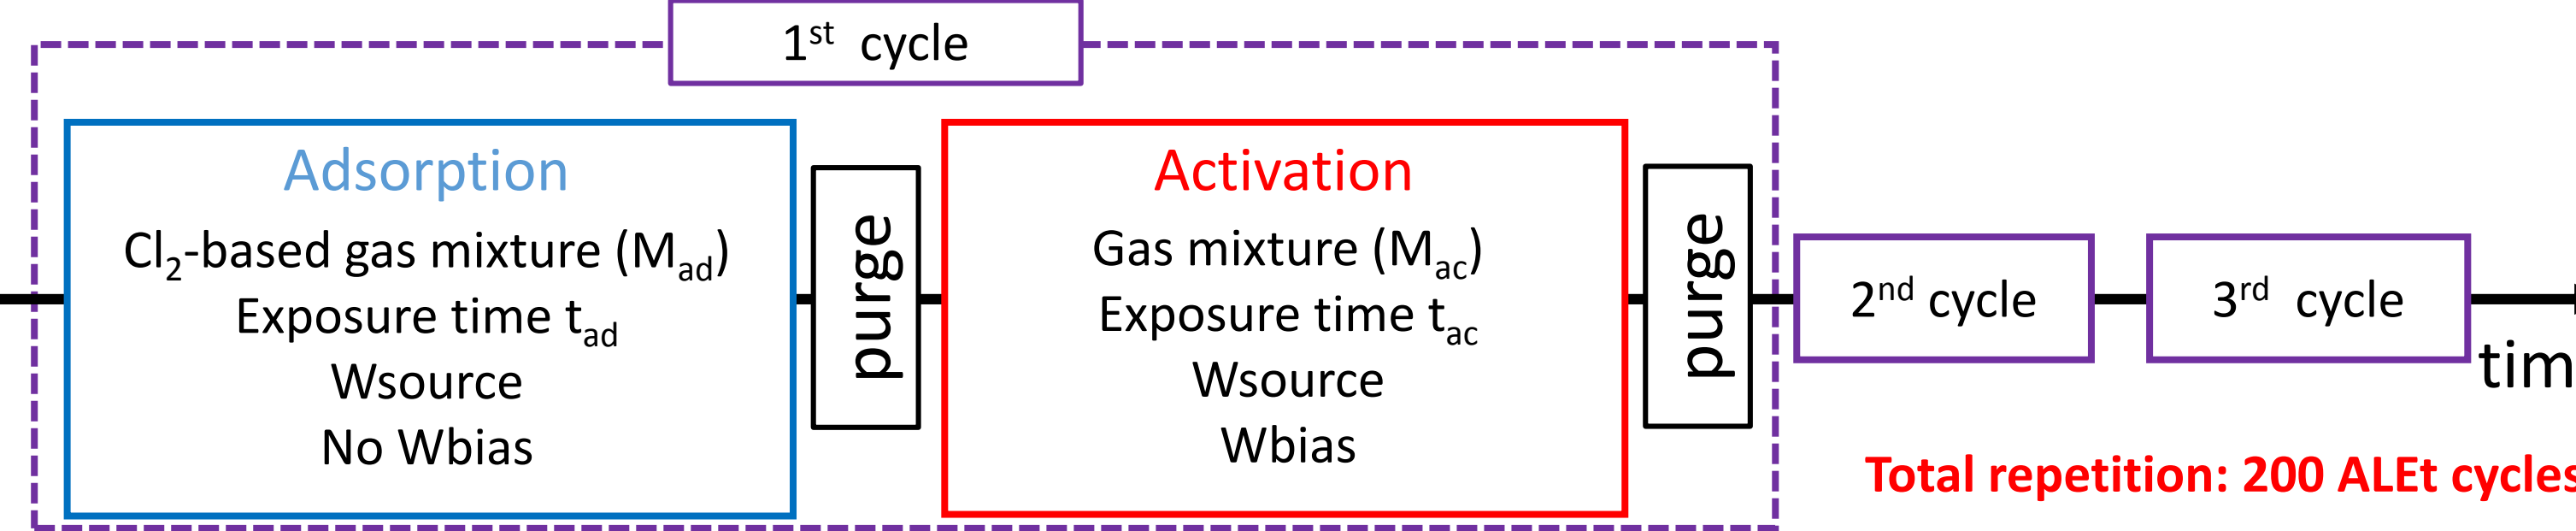 1st cycle
Adsorption
Cl2-based gas mixture (Mad)
Exposure time tad
Wsource
No Wbias
purge
Activation
Gas mixture (Mac)
Exposure time tac
Wsource
Wbias
purge
2nd cycle
3rd cycle
tim
Total repetition: 200 ALEt cycles